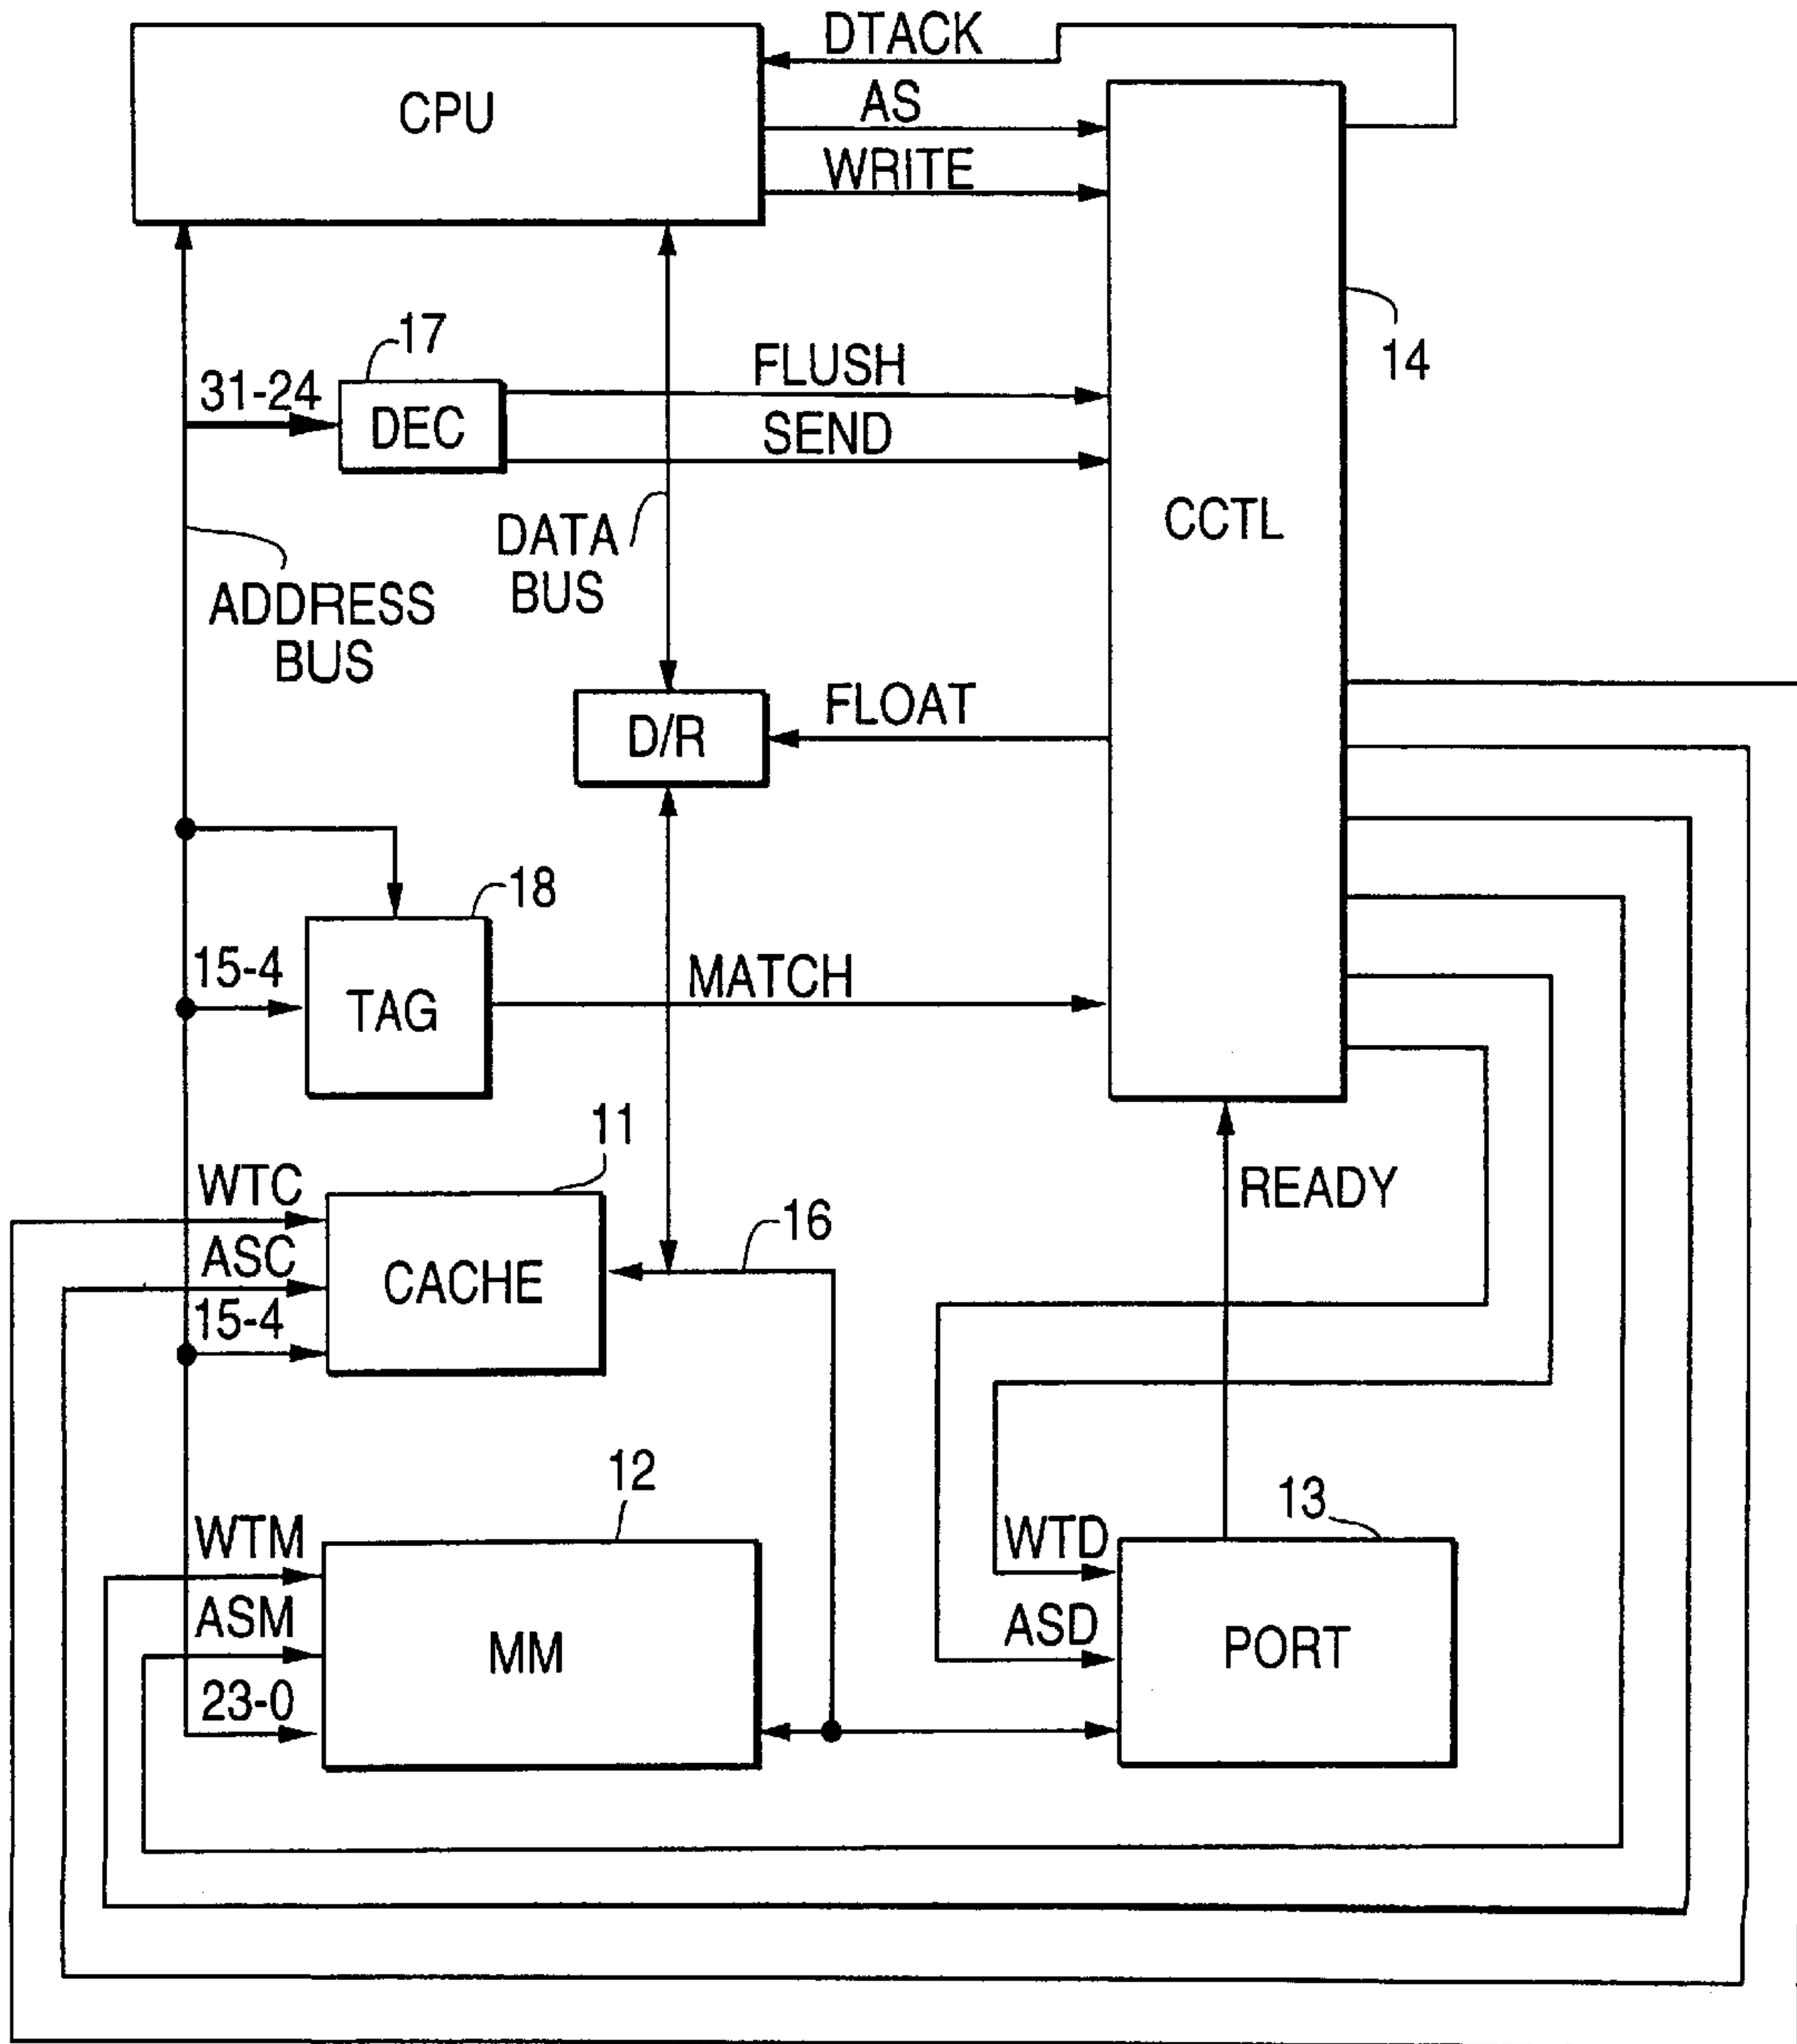 DTACK
CPU
AS
WRITE
17
FLUSH
14
31-24
DEC
SEND
CCTL
DATA
BUS
ADDRESS
BUS
FLOAT
D/R
18
15-4
MATCH
TAG
11
WTC
READY
16
ASC
CACHE
15-4
12
13
WTM
WTD
ASM
ASD
MM
PORT
23-0